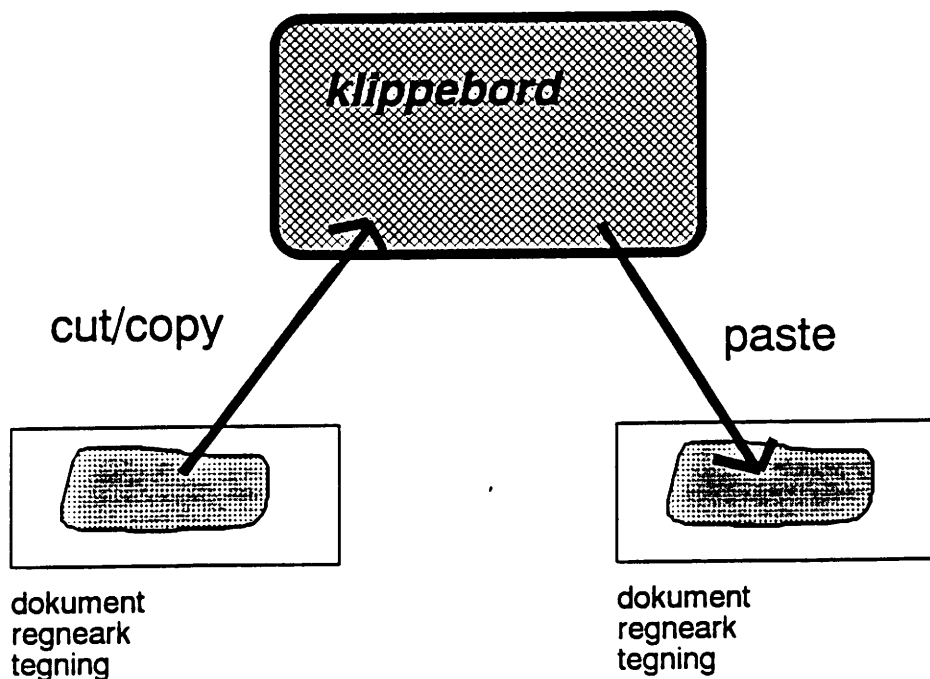 klippebord
cut/copy
paste
dokument
regneark
tegning
dokument
regneark
tegning